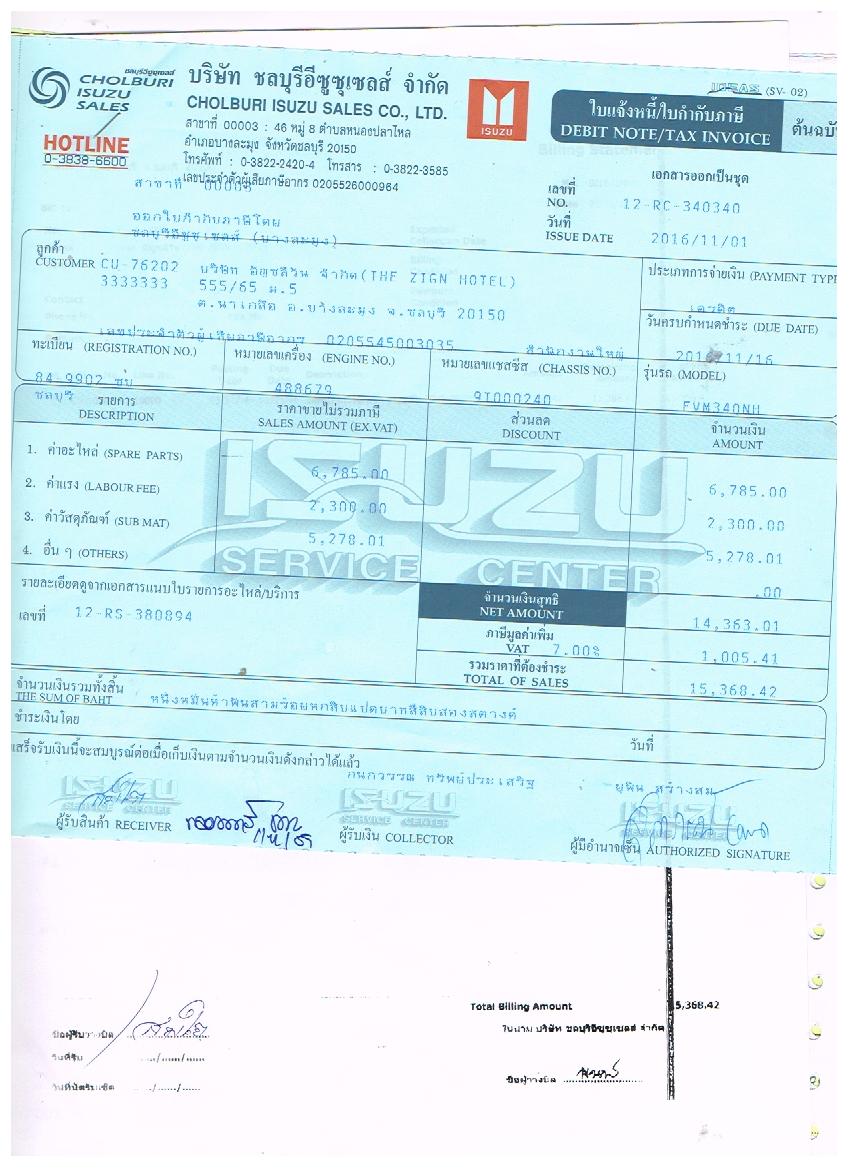 ชลบุรีอีซูซุเซลส์
CHOLBURI
ISUZU
SALES
HOTLINE
0-3838-6600
บริษัท ชลบุรีอีซูซุเซลส์ จำกัด
CHOLBURI ISUZU SALES CO., LTD.
สาขาที่ 00003 : 46 หมู่ 8 ตำบลหนองปลาไหล
อำเภอบางละมุง จังหวัดชลบุรี 20150
โทรศัพท์ : 0-3822-2420-4 โทรสาร : 0-3822-3585
เลขประจำตัวผู้เสียภาษีอากร 0205526000964
สาขาที่ 00003
ISUZU
(SV- 02)
ใบแจ้งหนี้/ใบกำกับภาษี
DEBIT NOTE/TAX INVOICE
ต้นฉบับ
เอกสารออกเป็นชุด
เลขที่
NO. 12-RC-340340
วันที่
ISSUE DATE 2016/11/01
ออกใบกำกับภาษีโดย
ชลบุรีอีซูซุเซลส์ (บางละมุง)
ลูกค้า
CUSTOMER CU-76202 บริษัท ธัญชลีวัน จำกัด(THE ZIGN HOTEL)
3333333 555/65 ม.5
ต.นาเกลือ อ.บางละมุง จ.ชลบุรี 20150
เลขประจำตัวผู้เสียภาษีอากร 0205545003035 สำนักงานใหญ่
ประเภทการจ่ายเงิน (PAYMENT TYPE
เครดิต
วันครบกำหนดชำระ (DUE DATE)
2016/11/16
ทะเบียน (REGISTRATION NO.)
84-9902 ชบ
ชลบุรี
หมายเลขเครื่อง (ENGINE NO.)
488679
หมายเลขแชสซีส (CHASSIS NO.)
9T000240
รุ่นรถ (MODEL)
FVM340NH
รายการ ราคาขายไม่รวมภาษี ส่วนลด จำนวนเงิน
DESCRIPTION SALES AMOUNT (EX.VAT) DISCOUNT AMOUNT
1. ค่าอะไหล่ (SPARE PARTS) 6,785.00 6,785.00
2. ค่าแรง (LABOUR FEE) 2,300.00 2,300.00
3. ค่าวัสดุภัณฑ์ (SUB MAT) 5,278.01 5,278.01
4. อื่น ๆ (OTHERS) .00
ISUZU
SERVICE CENTER
รายละเอียดดูจากเอกสารแนบใบรายการอะไหล่/บริการ
เลขที่ 12-RS-380894
จำนวนเงินสุทธิ
NET AMOUNT 14,363.01
ภาษีมูลค่าเพิ่ม
VAT 7.00% 1,005.41
รวมราคาที่ต้องชำระ
TOTAL OF SALES 15,368.42
จำนวนเงินรวมทั้งสิ้น
THE SUM OF BAHT หนึ่งหมื่นห้าพันสามร้อยหกสิบแปดบาทสี่สิบสองสตางค์
ชำระเงินโดย วันที่
เสร็จรับเงินนี้จะสมบูรณ์ต่อเมื่อเก็บเงินตามจำนวนเงินดังกล่าวได้แล้ว
กนกวรรณ ทรัพย์ประเสริฐ
ยุพิน สร้างสม
ผู้รับสินค้า RECEIVER
ผู้รับเงิน COLLECTOR
ผู้มีอำนาจเซ็น AUTHORIZED SIGNATURE
Total Billing Amount 5,368.42
ในนาม บริษัท ชลบุรีอีซูซุเซลส์ จำกัด
ชื่อผู้รับวางบิล
วันที่รับ ..../....../......
วันที่นัดรับเช็ค ..../....../......
ชื่อผู้วางบิล